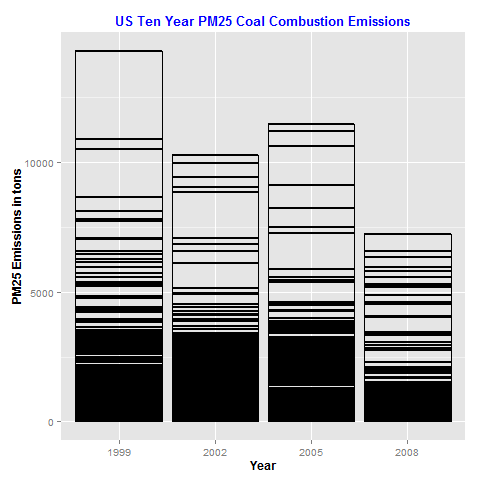 US Ten Year PM25 Coal Combustion Emissions
PM25 Emissions in tons
10000
5000
0
1999 2002 2005 2008
Year